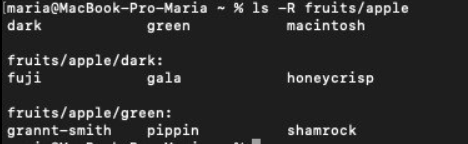 [maria@MacBook-Pro-Maria ~ % ls -R fruits/apple
dark green macintosh
fruits/apple/dark:
fuji gala honeycrisp
fruits/apple/green:
grannt-smith pippin shamrock